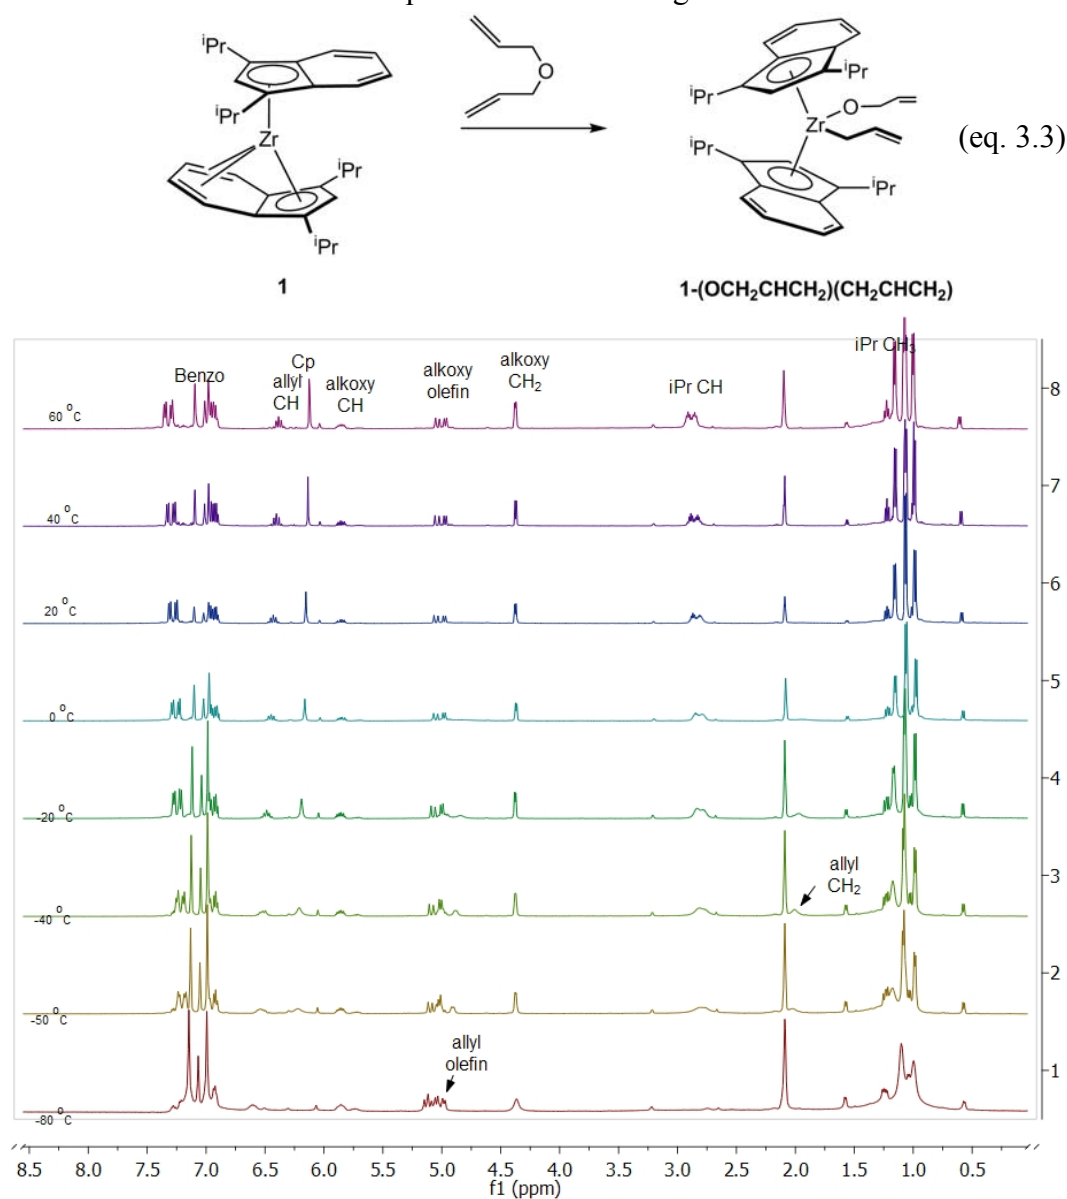 ⁱPr
ⁱPr
Zr
ⁱPr
ⁱPr
O
ⁱPr
ⁱPr
Zr
O
ⁱPr
ⁱPr
(eq. 3.3)
1
1-(OCH₂CHCH₂)(CH₂CHCH₂)
Benzo
Cp
allyl
CH
alkoxy
CH
alkoxy
olefin
alkoxy
CH₂
iPr CH
iPr CH₃
60 °C
8
40 °C
7
20 °C
6
0 °C
5
-20 °C
4
allyl
CH₂
-40 °C
3
-50 °C
2
allyl
olefin
-80 °C
1
8.5 8.0 7.5 7.0 6.5 6.0 5.5 5.0 4.5 4.0 3.5 3.0 2.5 2.0 1.5 1.0 0.5
f1 (ppm)